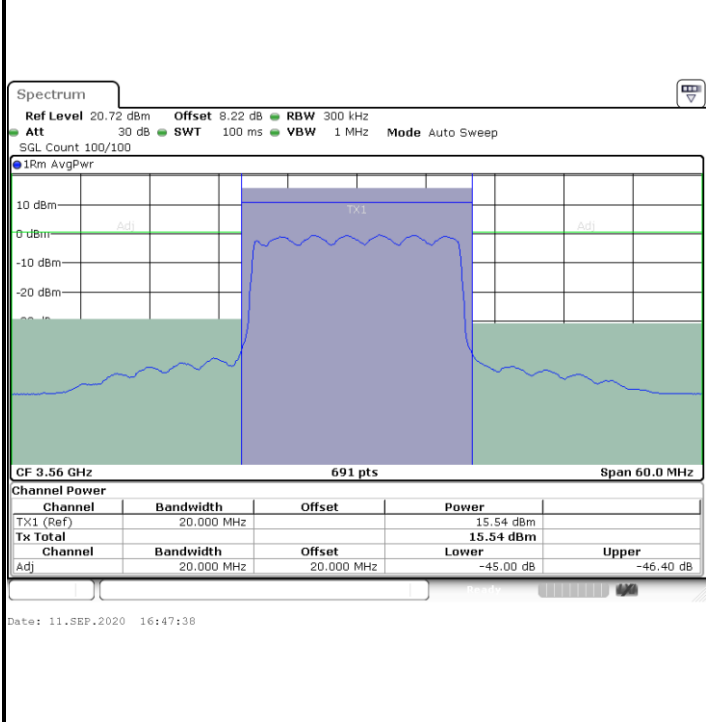 Spectrum
Ref Level 20.72 dBm Offset 8.22 dB RBW 300 kHz
Att 30 dB SWT 100 ms VBW 1 MHz Mode Auto Sweep
SGL Count 100/100
1Rm AvgPwr
10 dBm
TX1
Adj Adj
0 dBm
-10 dBm
-20 dBm
CF 3.56 GHz 691 pts Span 60.0 MHz
Channel Power
Channel Bandwidth Offset Power
TX1 (Ref) 20.000 MHz 15.54 dBm
Tx Total 15.54 dBm
Channel Bandwidth Offset Lower Upper
Adj 20.000 MHz 20.000 MHz -45.00 dB -46.40 dB
Ready
Date: 11.SEP.2020 16:47:38